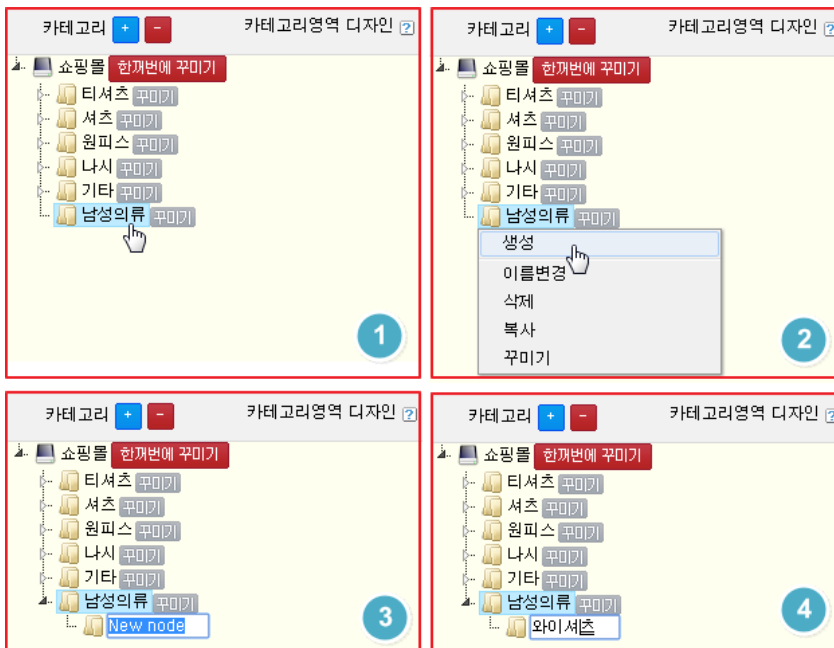 카테고리 + - 카테고리영역 디자인 ?
쇼핑몰 한꺼번에 꾸미기
티셔츠 꾸미기
셔츠 꾸미기
원피스 꾸미기
나시 꾸미기
기타 꾸미기
남성의류 꾸미기
1
카테고리 + - 카테고리영역 디자인 ?
쇼핑몰 한꺼번에 꾸미기
티셔츠 꾸미기
셔츠 꾸미기
원피스 꾸미기
나시 꾸미기
기타 꾸미기
남성의류 꾸미기
생성
이름변경
삭제
복사
꾸미기
2
카테고리 + - 카테고리영역 디자인 ?
쇼핑몰 한꺼번에 꾸미기
티셔츠 꾸미기
셔츠 꾸미기
원피스 꾸미기
나시 꾸미기
기타 꾸미기
남성의류 꾸미기
New node
3
카테고리 + - 카테고리영역 디자인 ?
쇼핑몰 한꺼번에 꾸미기
티셔츠 꾸미기
셔츠 꾸미기
원피스 꾸미기
나시 꾸미기
기타 꾸미기
남성의류 꾸미기
와이셔츠
4